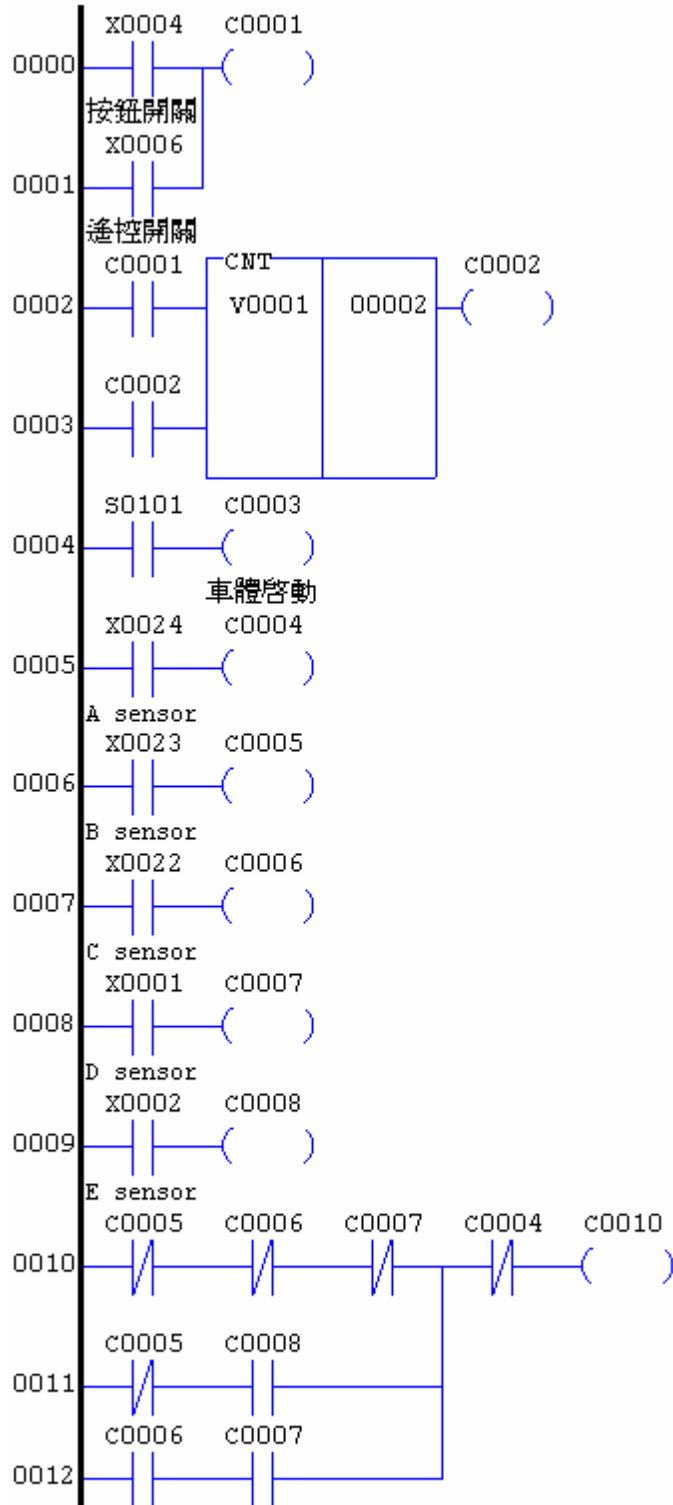 X0004 C0001
0000
按鈕開關
X0006
0001
遙控開關
C0001 CNT C0002
0002 V0001 00002
C0002
0003
S0101 C0003
0004
車體啓動
X0024 C0004
0005
A sensor
X0023 C0005
0006
B sensor
X0022 C0006
0007
C sensor
X0001 C0007
0008
D sensor
X0002 C0008
0009
E sensor
C0005 C0006 C0007 C0004 C0010
0010
C0005 C0008
0011
C0006 C0007
0012